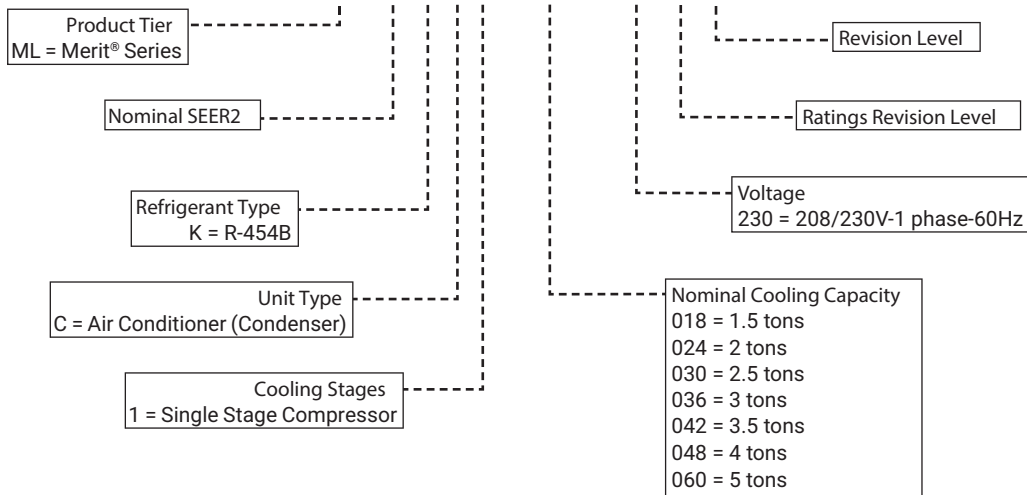 Product Tier
ML = Merit® Series
Nominal SEER2
Refrigerant Type
K = R-454B
Unit Type
C = Air Conditioner (Condenser)
Cooling Stages
1 = Single Stage Compressor
Revision Level
Ratings Revision Level
Voltage
230 = 208/230V-1 phase-60Hz
Nominal Cooling Capacity
018 = 1.5 tons
024 = 2 tons
030 = 2.5 tons
036 = 3 tons
042 = 3.5 tons
048 = 4 tons
060 = 5 tons